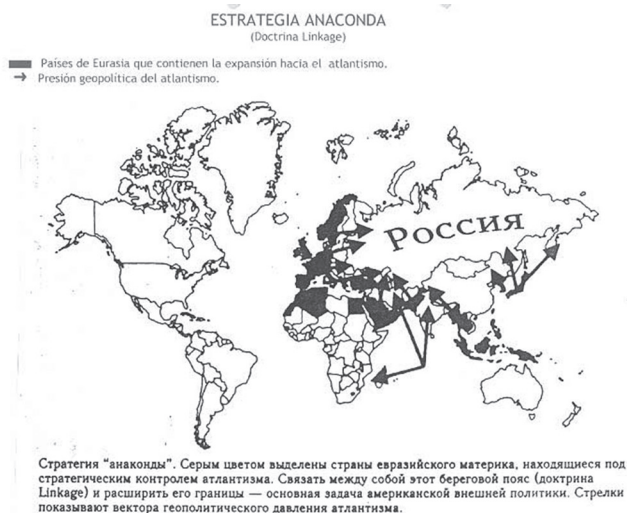 ESTRATEGIA ANACONDA
(Doctrina Linkage)
Países de Eurasia que contienen la expansión hacia el atlantismo.
Presión geopolítica del atlantismo.
Россия
Стратегия "анаконды". Серым цветом выделены страны евразийского материка, находящиеся под
стратегическим контролем атлантизма. Связать между собой этот береговой пояс (доктрина
Linkage) и расширить его границы — основная задача американской внешней политики. Стрелки
показывают вектора геополитического давления атлантизма.